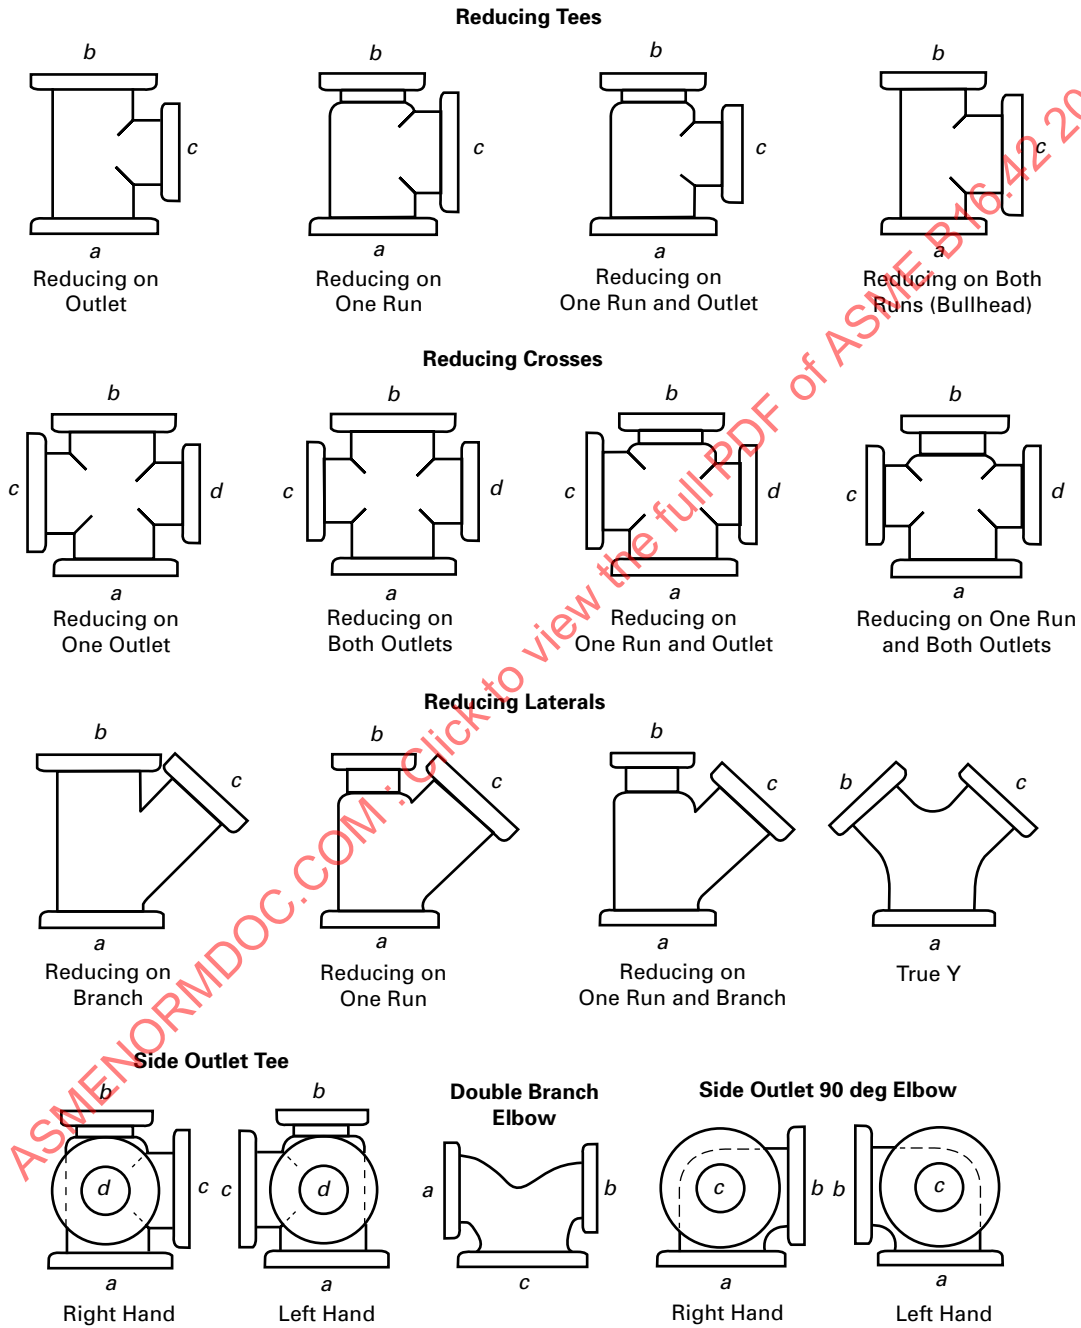 Reducing Tees
b b b b
c c c c
a a a a
Reducing on
Outlet
Reducing on
One Run
Reducing on
One Run and Outlet
Reducing on Both
Runs (Bullhead)
Reducing Crosses
b b b b
c d c d c d c d
a a a a
Reducing on
One Outlet
Reducing on
Both Outlets
Reducing on
One Run and Outlet
Reducing on One Run
and Both Outlets
Reducing Laterals
b b b
c c c b c
a a a a
Reducing on
Branch
Reducing on
One Run
Reducing on
One Run and Branch
True Y
Side Outlet Tee
b b
d c c d
a a
Right Hand
Left Hand
Double Branch
Elbow
a b
c
Side Outlet 90 deg Elbow
c b b c
a a
Right Hand
Left Hand
ASMENORMDOC.COM : Click to view the full PDF of ASME B16.42 20